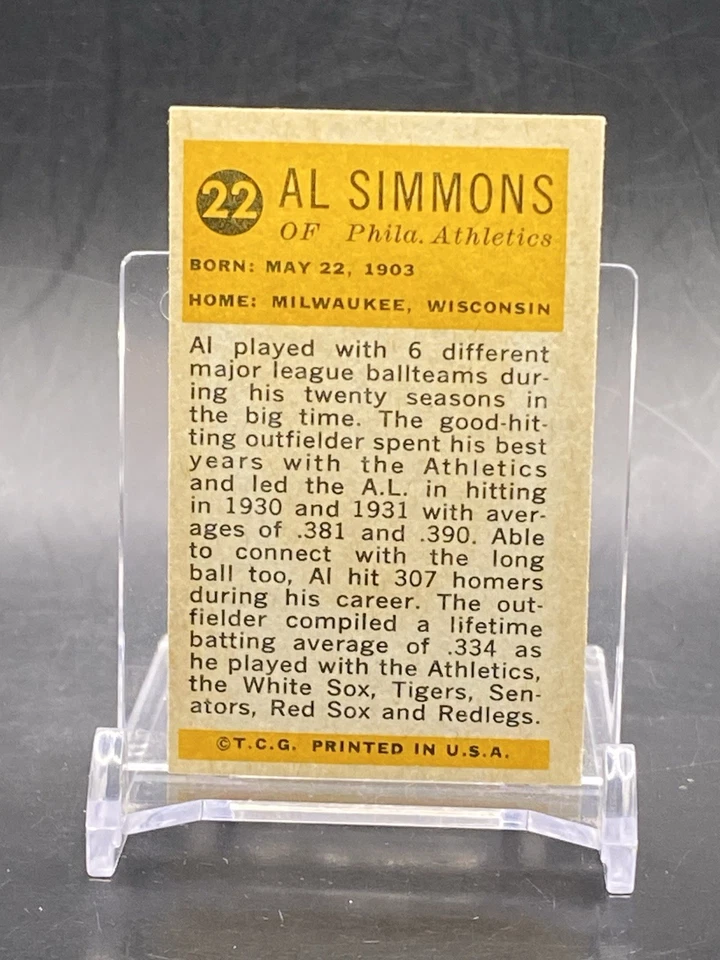 22 AL SIMMONS
OF Phila. Athletics
BORN: MAY 22, 1903
HOME: MILWAUKEE, WISCONSIN
Al played with 6 different
major league ballteams dur-
ing his twenty seasons in
the big time. The good-hit-
ting outfielder spent his best
years with the Athletics
and led the A.L. in hitting
in 1930 and 1931 with aver-
ages of .381 and .390. Able
to connect with the long
ball too, Al hit 307 homers
during his career. The out-
fielder compiled a lifetime
batting average of .334 as
he played with the Athletics,
the White Sox, Tigers, Sen-
ators, Red Sox and Redlegs.
©T.C.G. PRINTED IN U.S.A.